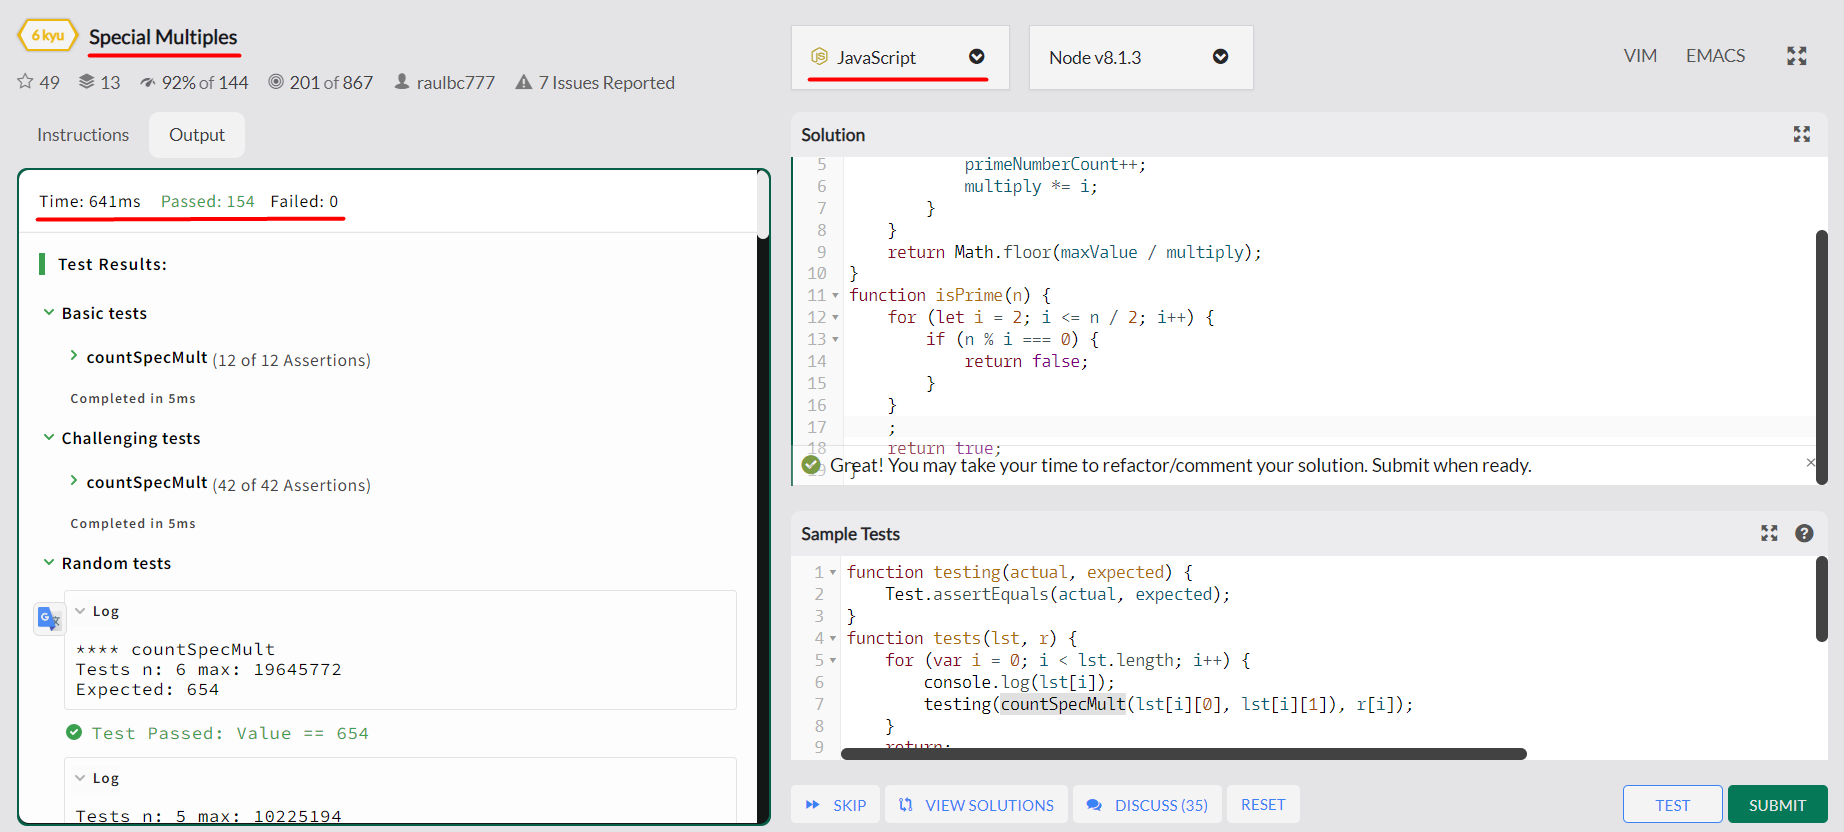 6 kyu
Special Multiples
49 13 92% of 144 201 of 867 raulbc777 7 Issues Reported
Instructions Output
Time: 641ms Passed: 154 Failed: 0
Test Results:
Basic tests
countSpecMult (12 of 12 Assertions)
Completed in 5ms
Challenging tests
countSpecMult (42 of 42 Assertions)
Completed in 5ms
Random tests
Log
**** countSpecMult
Tests n: 6 max: 19645772
Expected: 654
Test Passed: Value == 654
Log
Tests n: 5 max: 10225194
JS JavaScript Node v8.1.3 VIM EMACS
Solution
5 primeNumberCount++;
6 multiply *= i;
7 }
8 }
9 return Math.floor(maxValue / multiply);
10 }
11 function isPrime(n) {
12 for (let i = 2; i <= n / 2; i++) {
13 if (n % i === 0) {
14 return false;
15 }
16 }
17 ;
18 return true;
19 }
Great! You may take your time to refactor/comment your solution. Submit when ready. ×
Sample Tests ?
1 function testing(actual, expected) {
2 Test.assertEquals(actual, expected);
3 }
4 function tests(lst, r) {
5 for (var i = 0; i < lst.length; i++) {
6 console.log(lst[i]);
7 testing(countSpecMult(lst[i][0], lst[i][1]), r[i]);
8 }
9 return;
SKIP VIEW SOLUTIONS DISCUSS (35) RESET TEST SUBMIT